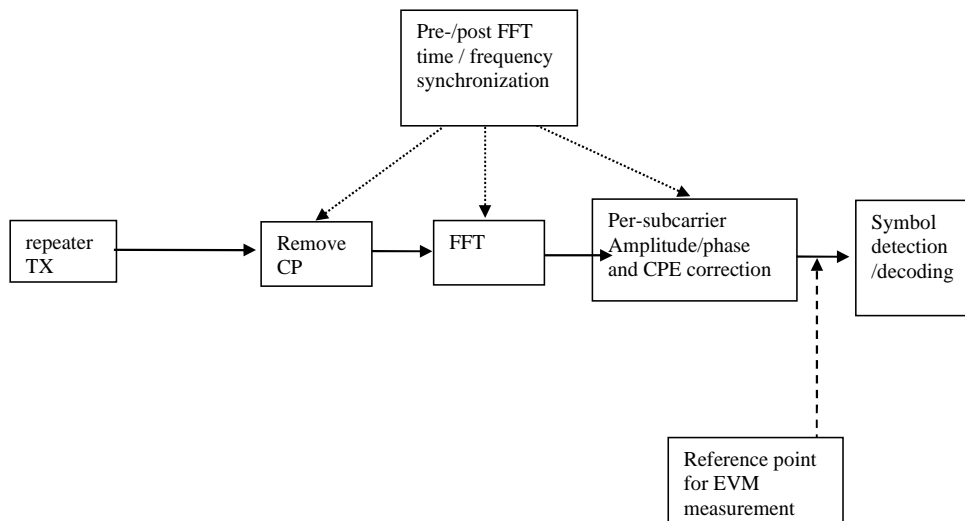 Pre-/post FFT
time / frequency
synchronization
repeater
TX
Remove
CP
FFT
Per-subcarrier
Amplitude/phase
and CPE correction
Symbol
detection
/decoding
Reference point
for EVM
measurement